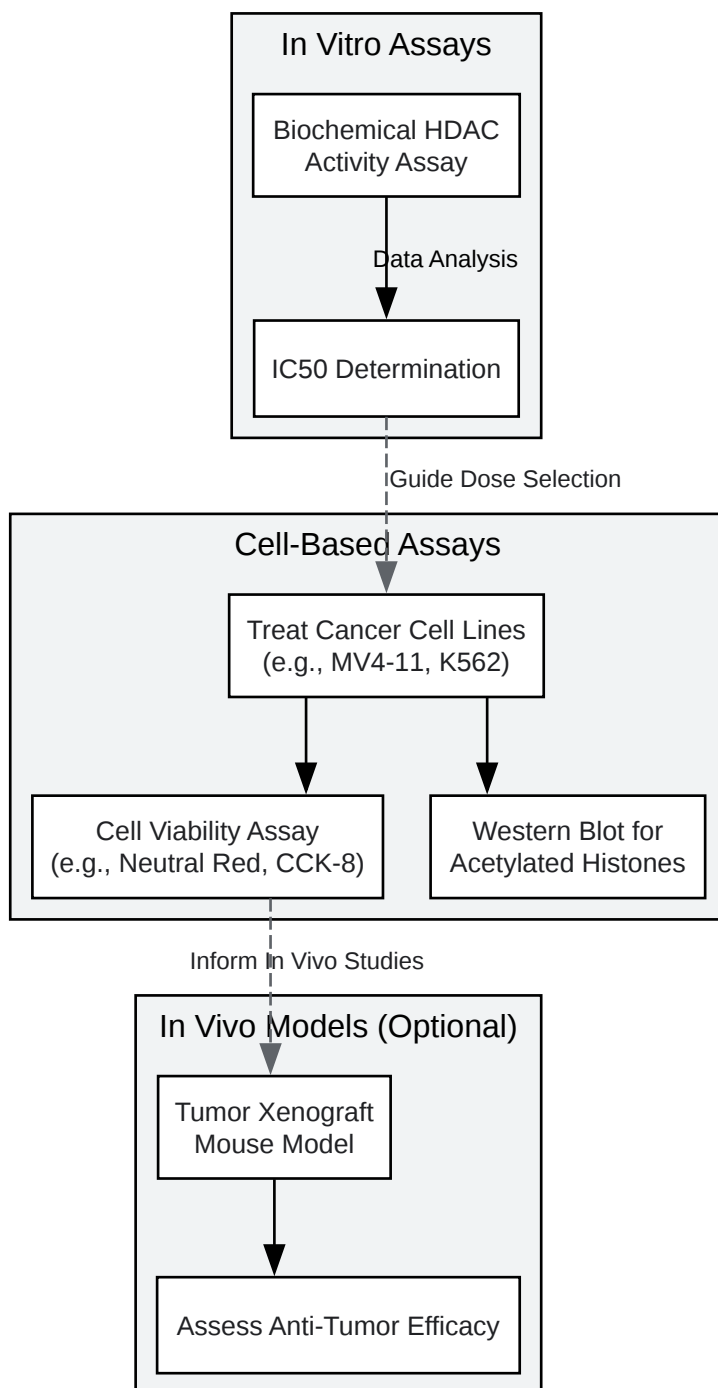 In Vitro Assays
Biochemical HDAC
Activity Assay
Data Analysis
IC50 Determination
Guide Dose Selection
Cell-Based Assays
Treat Cancer Cell Lines
(e.g., MV4-11, K562)
Cell Viability Assay
(e.g., Neutral Red, CCK-8)
Western Blot for
Acetylated Histones
Inform In Vivo Studies
In Vivo Models (Optional)
Tumor Xenograft
Mouse Model
Assess Anti-Tumor Efficacy